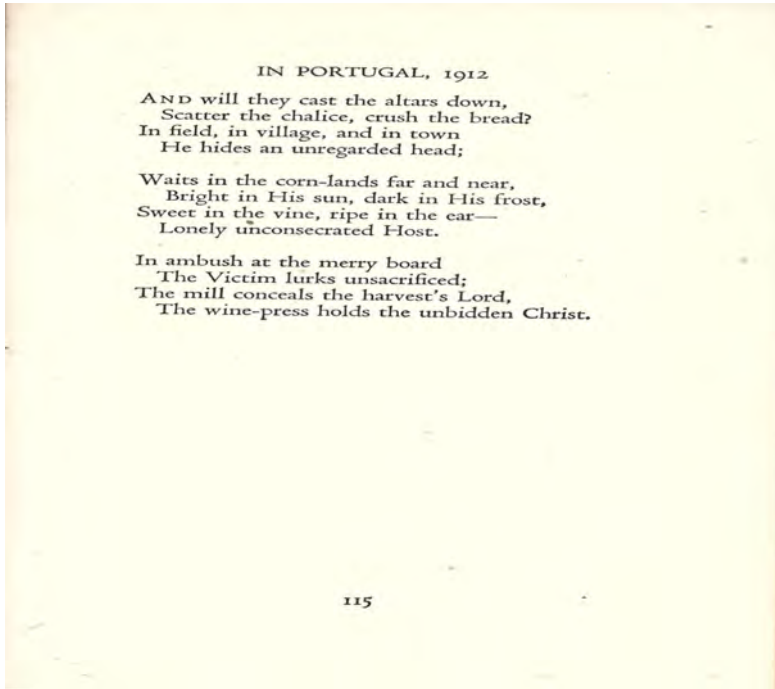 IN PORTUGAL, 1912
AND will they cast the altars down,
Scatter the chalice, crush the bread?
In field, in village, and in town
He hides an unregarded head;
Waits in the corn-lands far and near,
Bright in His sun, dark in His frost,
Sweet in the vine, ripe in the ear—
Lonely unconsecrated Host.
In ambush at the merry board
The Victim lurks unsacrificed;
The mill conceals the harvest's Lord,
The wine-press holds the unbidden Christ.
115